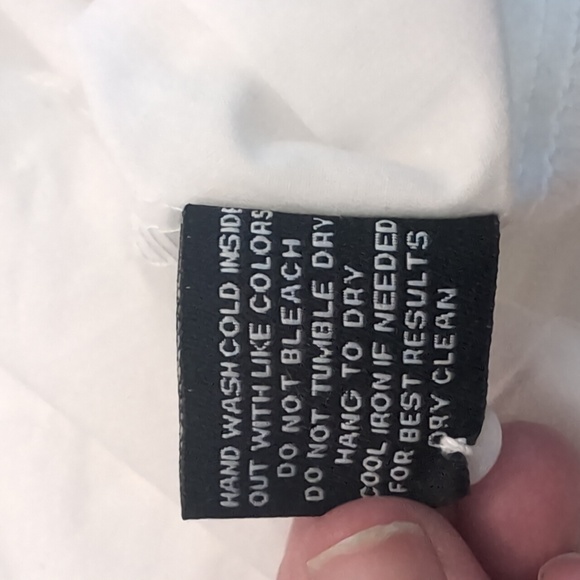 HAND WASH COLD INSIDE
OUT WITH LIKE COLORS
DO NOT BLEACH
DO NOT TUMBLE DRY
HANG TO DRY
COOL IRON IF NEEDED
FOR BEST RESULTS
DRY CLEAN